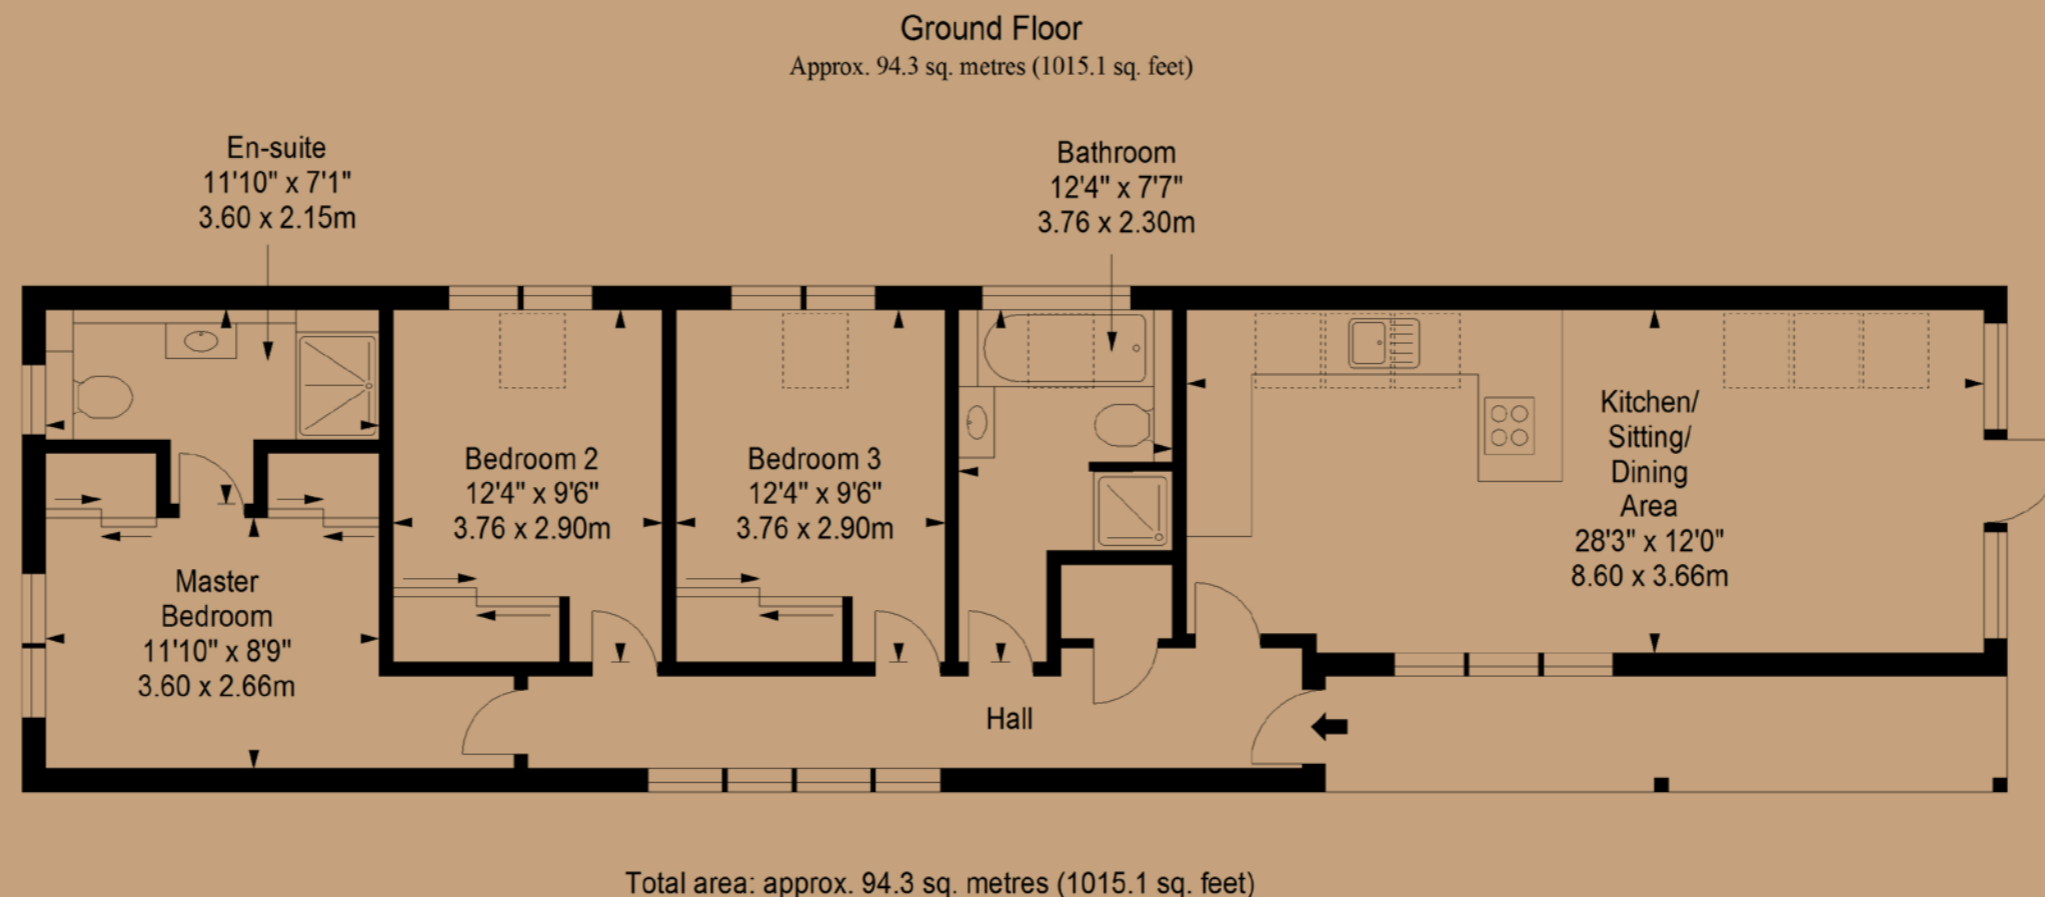 Ground Floor
Approx. 94.3 sq. metres (1015.1 sq. feet)
En-suite
11'10" x 7'1"
3.60 x 2.15m
Bathroom
12'4" x 7'7"
3.76 x 2.30m
Bedroom 2
12'4" x 9'6"
3.76 x 2.90m
Bedroom 3
12'4" x 9'6"
3.76 x 2.90m
Kitchen/
Sitting/
Dining
Area
28'3" x 12'0"
8.60 x 3.66m
Master
Bedroom
11'10" x 8'9"
3.60 x 2.66m
Hall
Total area: approx. 94.3 sq. metres (1015.1 sq. feet)